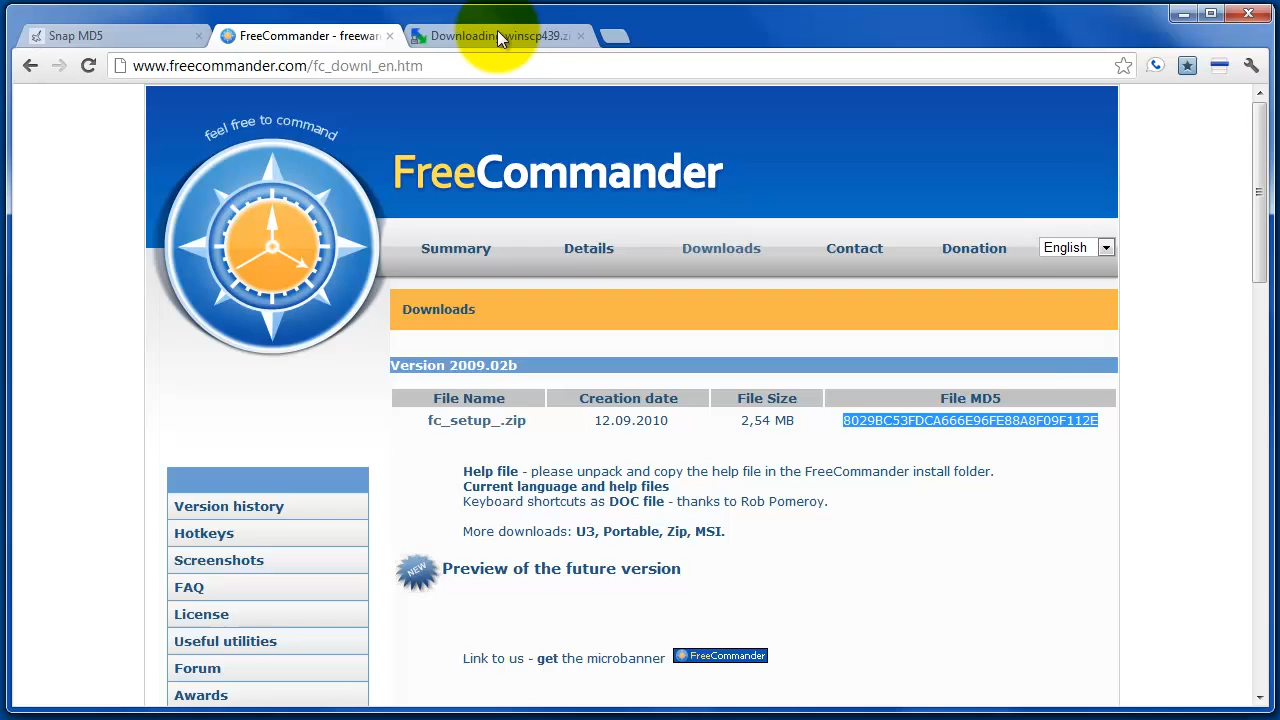 Snap MD5
FreeCommander - freewar
Downloading winscp439.zi
www.freecommander.com/fc_downl_en.htm
feel free to command
FreeCommander
Summary
Details
Downloads
Contact
Donation
English
Downloads
Version 2009.02b
File Name
Creation date
File Size
File MD5
fc_setup_.zip
12.09.2010
2,54 MB
8029BC53FDCA666E96FE88A8F09F112E
Help file - please unpack and copy the help file in the FreeCommander install folder.
Current language and help files
Keyboard shortcuts as DOC file - thanks to Rob Pomeroy.
More downloads: U3, Portable, Zip, MSI.
NEW
Preview of the future version
Link to us - get the microbanner
FreeCommander
Version history
Hotkeys
Screenshots
FAQ
License
Useful utilities
Forum
Awards